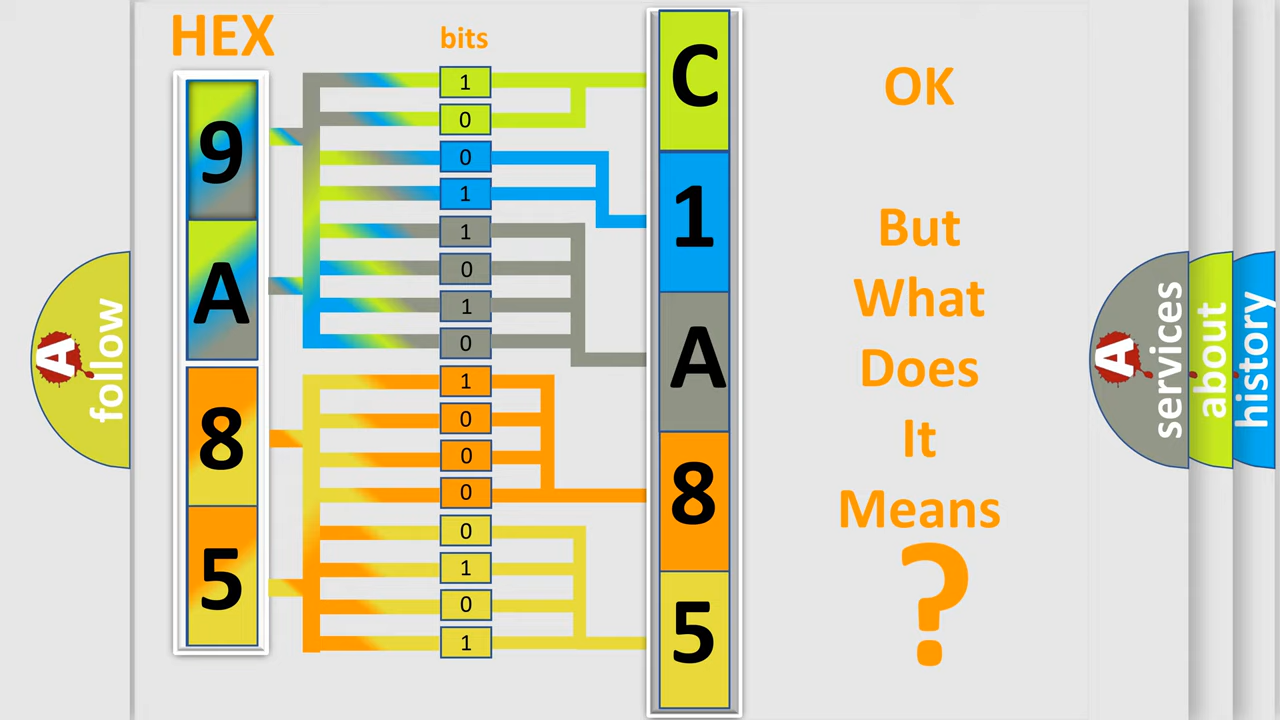 HEX
bits
9
A
8
5
1
0
0
1
1
0
1
0
1
0
0
0
0
1
0
1
C
1
A
8
5
OK
But
What
Does
It
Means
?
A
follow
A
services
about
history